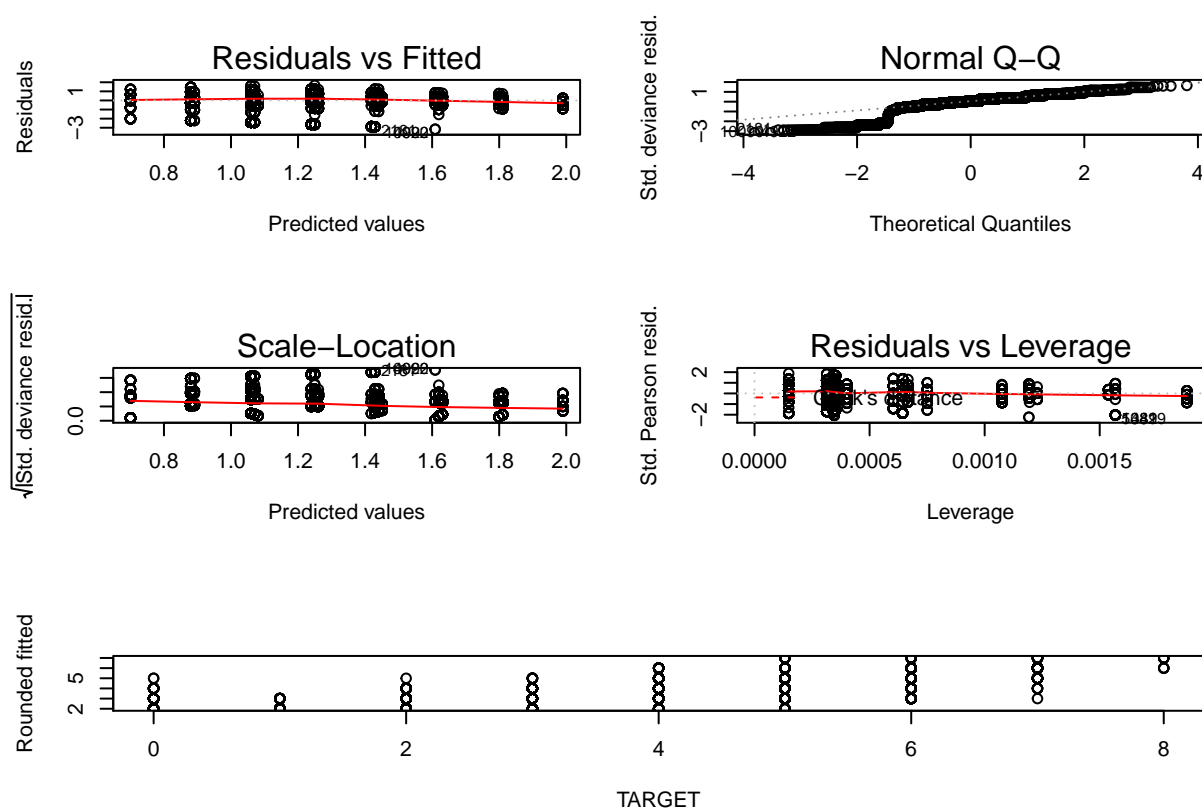 Residuals vs Fitted
Residuals
1
−3
0.8 1.0 1.2 1.4 1.6 1.8 2.0
Predicted values
Normal Q−Q
Std. deviance resid.
1
−3
−4 −2 0 2 4
Theoretical Quantiles
Scale−Location
√|Std. deviance resid.|
0.0
0.8 1.0 1.2 1.4 1.6 1.8 2.0
Predicted values
Residuals vs Leverage
Std. Pearson resid.
2
−2
Cook's distance
0.0000 0.0005 0.0010 0.0015
Leverage
Rounded fitted
5
2
0 2 4 6 8
TARGET